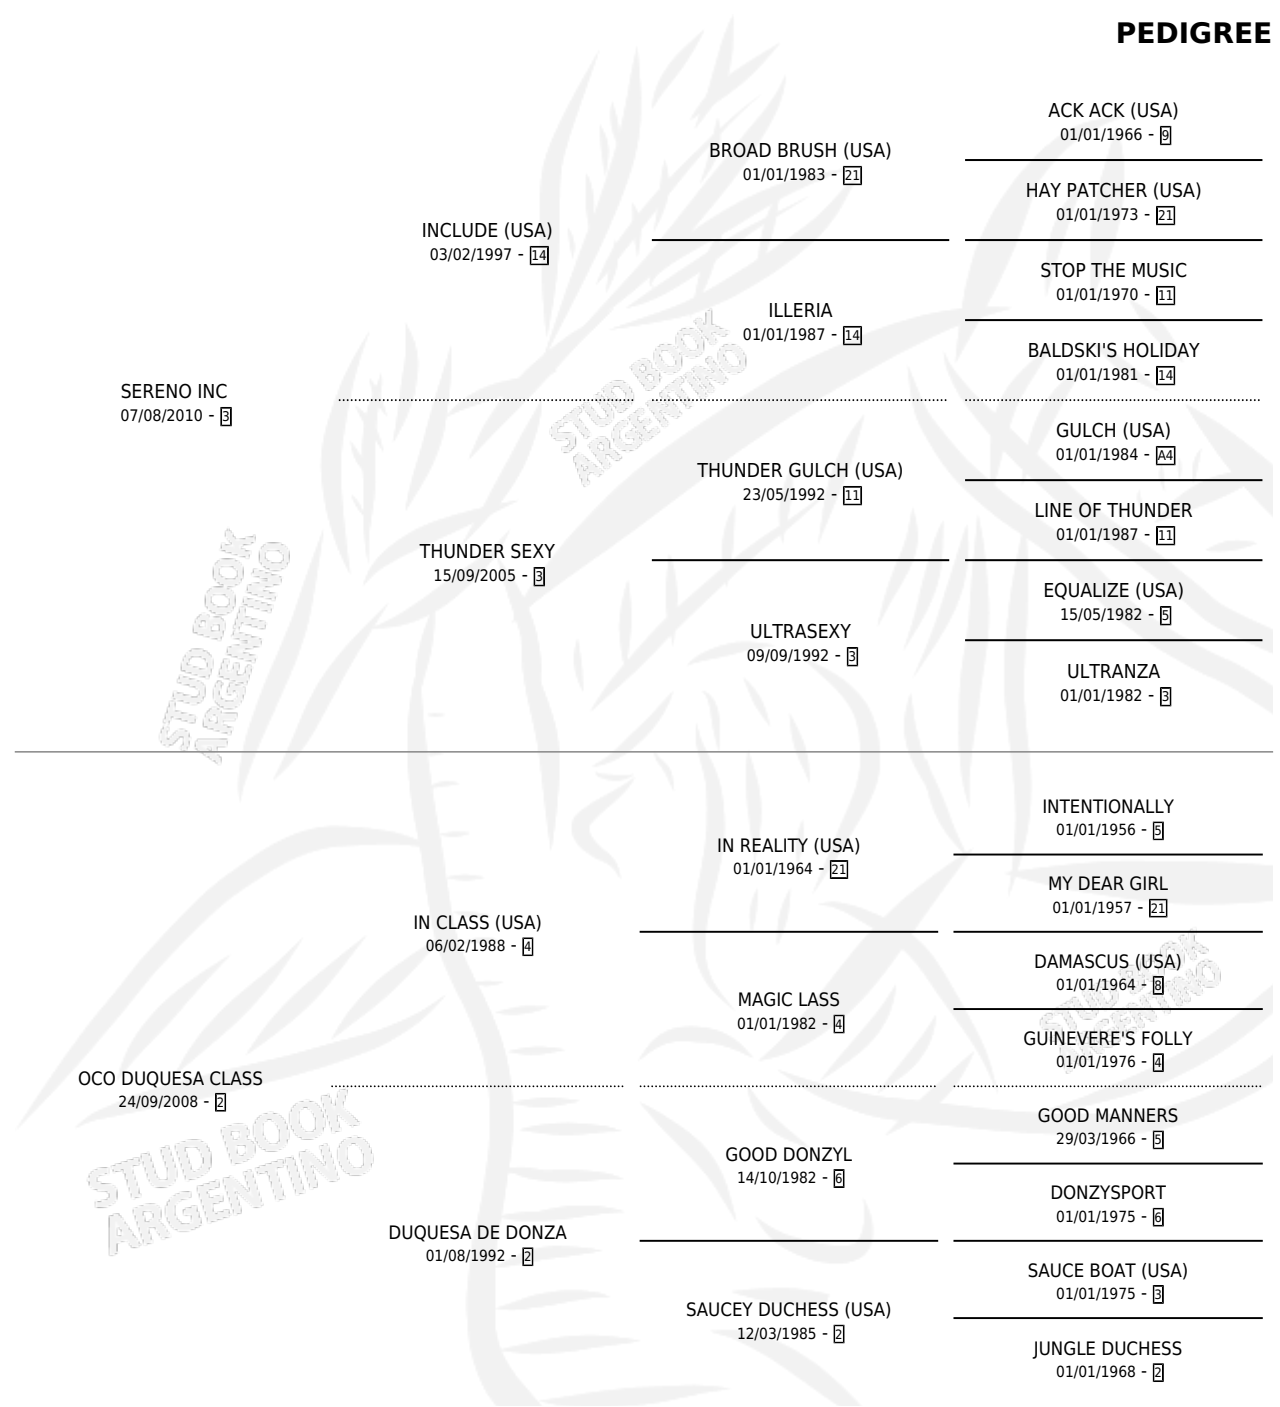 PEDIGREE
ACK ACK (USA)
01/01/1966 - 9
BROAD BRUSH (USA)
01/01/1983 - 21
HAY PATCHER (USA)
01/01/1973 - 21
INCLUDE (USA)
03/02/1997 - 14
STOP THE MUSIC
01/01/1970 - 11
ILLERIA
01/01/1987 - 14
BALDSKI'S HOLIDAY
01/01/1981 - 14
SERENO INC
07/08/2010 - 3
GULCH (USA)
01/01/1984 - A4
THUNDER GULCH (USA)
23/05/1992 - 11
LINE OF THUNDER
01/01/1987 - 11
THUNDER SEXY
15/09/2005 - 3
EQUALIZE (USA)
15/05/1982 - 5
ULTRASEXY
09/09/1992 - 3
ULTRANZA
01/01/1982 - 3
INTENTIONALLY
01/01/1956 - 5
IN REALITY (USA)
01/01/1964 - 21
MY DEAR GIRL
01/01/1957 - 21
IN CLASS (USA)
06/02/1988 - 4
DAMASCUS (USA)
01/01/1964 - 8
MAGIC LASS
01/01/1982 - 4
GUINEVERE'S FOLLY
01/01/1976 - 4
OCO DUQUESA CLASS
24/09/2008 - 2
GOOD MANNERS
29/03/1966 - 5
GOOD DONZYL
14/10/1982 - 6
DONZYSPORT
01/01/1975 - 6
DUQUESA DE DONZA
01/08/1992 - 2
SAUCE BOAT (USA)
01/01/1975 - 3
SAUCEY DUCHESS (USA)
12/03/1985 - 2
JUNGLE DUCHESS
01/01/1968 - 2
STUD BOOK
ARGENTINO
STUD BOOK
ARGENTINO
STUD BOOK
ARGENTINO
STUD BOOK
ARGENTINO